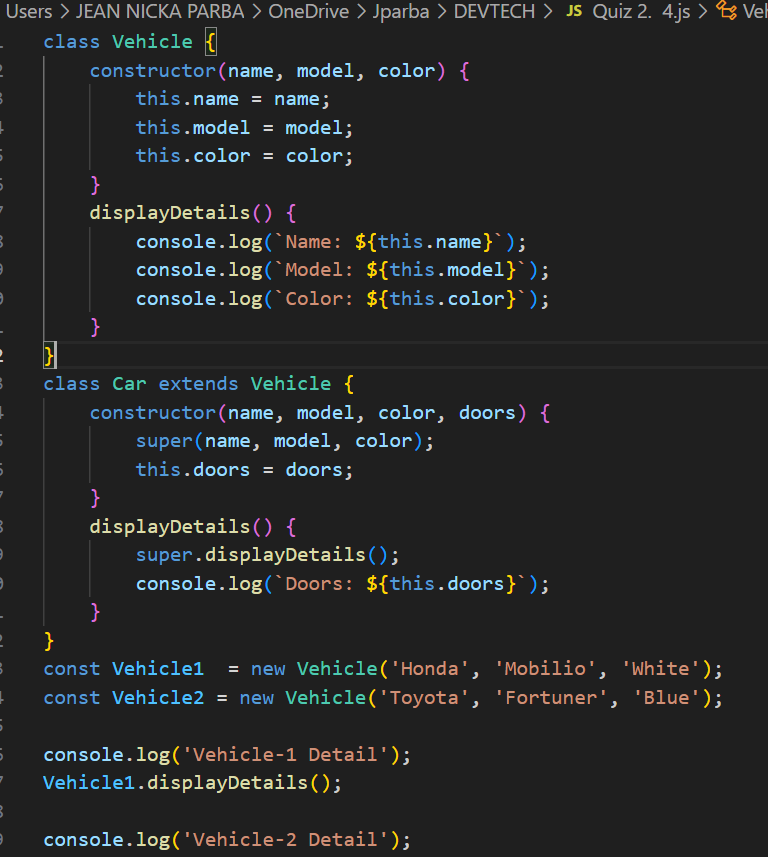 Users > JEAN NICKA PARBA > OneDrive > Jparba > DEVTECH > JS Quiz 2. 4.js >
class Vehicle {
    constructor(name, model, color) {
        this.name = name;
        this.model = model;
        this.color = color;
    }
    displayDetails() {
        console.log(`Name: ${this.name}`);
        console.log(`Model: ${this.model}`);
        console.log(`Color: ${this.color}`);
    }
}
class Car extends Vehicle {
    constructor(name, model, color, doors) {
        super(name, model, color);
        this.doors = doors;
    }
    displayDetails() {
        super.displayDetails();
        console.log(`Doors: ${this.doors}`);
    }
}
const Vehicle1  = new Vehicle('Honda', 'Mobilio', 'White');
const Vehicle2 = new Vehicle('Toyota', 'Fortuner', 'Blue');
console.log('Vehicle-1 Detail');
Vehicle1.displayDetails();
console.log('Vehicle-2 Detail');